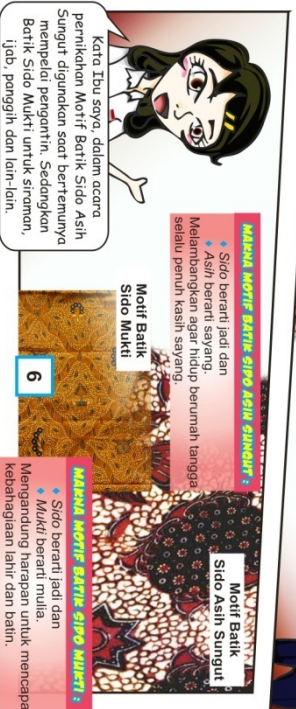 Kata Ibu saya, dalam acara
pernikahan Motif Batik Sido Asih
Sungut digunakan saat bertemunya
mempelai pengantin. Sedangkan
Batik Sido Mukti untuk siraman,
ijab, panggih dan lain-lain.
MAKNA MOTIF BATIK SIDO ASIH SUNGUT :
Sido berarti jadi dan
Asih berarti sayang.
Melambangkan agar hidup berumah tangga
selalu penuh kasih sayang.
Motif Batik
Sido Asih Sungut
Motif Batik
Sido Mukti
MAKNA MOTIF BATIK SIDO MUKTI :
Sido berarti jadi dan
Mukti berarti mulia.
Mengandung harapan untuk mencapa
kebahagiaan lahir dan batin.
6